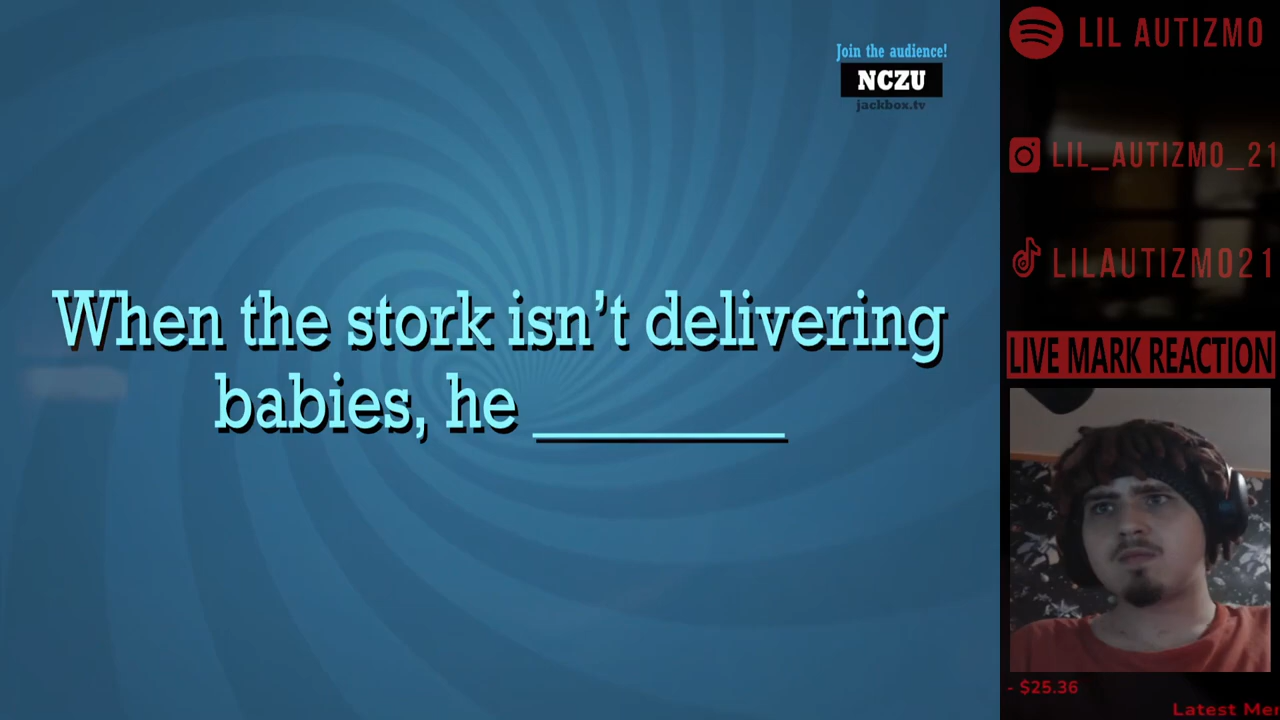 Join the audience!
NCZU
jackbox.tv
When the stork isn't delivering
babies, he ________
LIL AUTIZMO
LIL_AUTIZMO_21
LILAUTIZMO21
LIVE MARK REACTION
- $25.36
Latest Mer